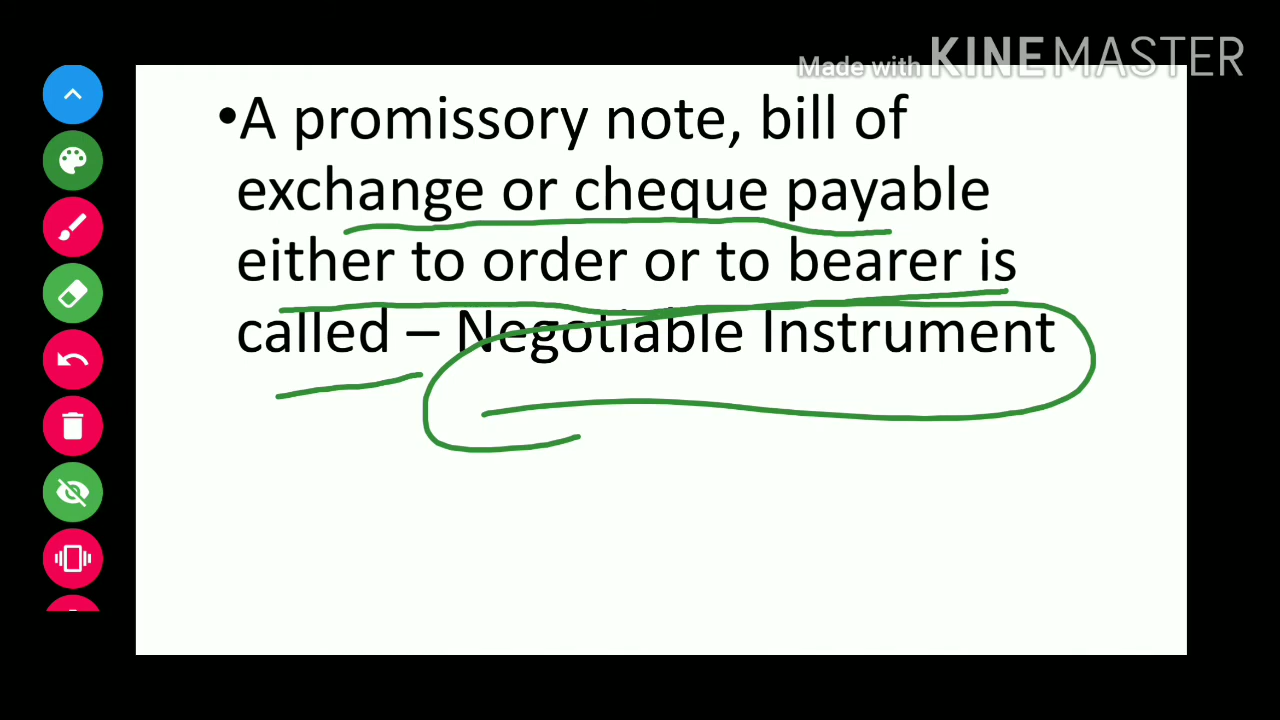 Made with KINEMASTER
•A promissory note, bill of
exchange or cheque payable
either to order or to bearer is
called – Negotiable Instrument